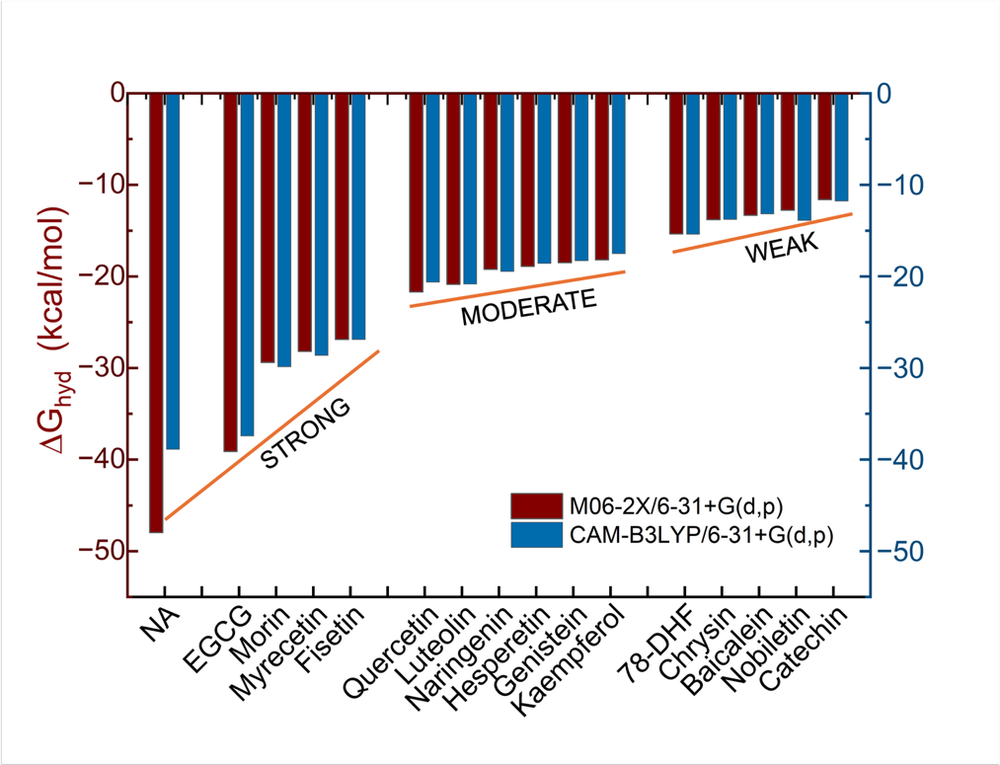 0
−10
−20
−30
−40
−50
ΔGhyd (kcal/mol)
0
−10
−20
−30
−40
−50
STRONG
MODERATE
WEAK
M06-2X/6-31+G(d,p)
CAM-B3LYP/6-31+G(d,p)
NA
EGCG
Morin
Myrecetin
Fisetin
Quercetin
Luteolin
Naringenin
Hesperetin
Genistein
Kaempferol
78-DHF
Chrysin
Baicalein
Nobiletin
Catechin